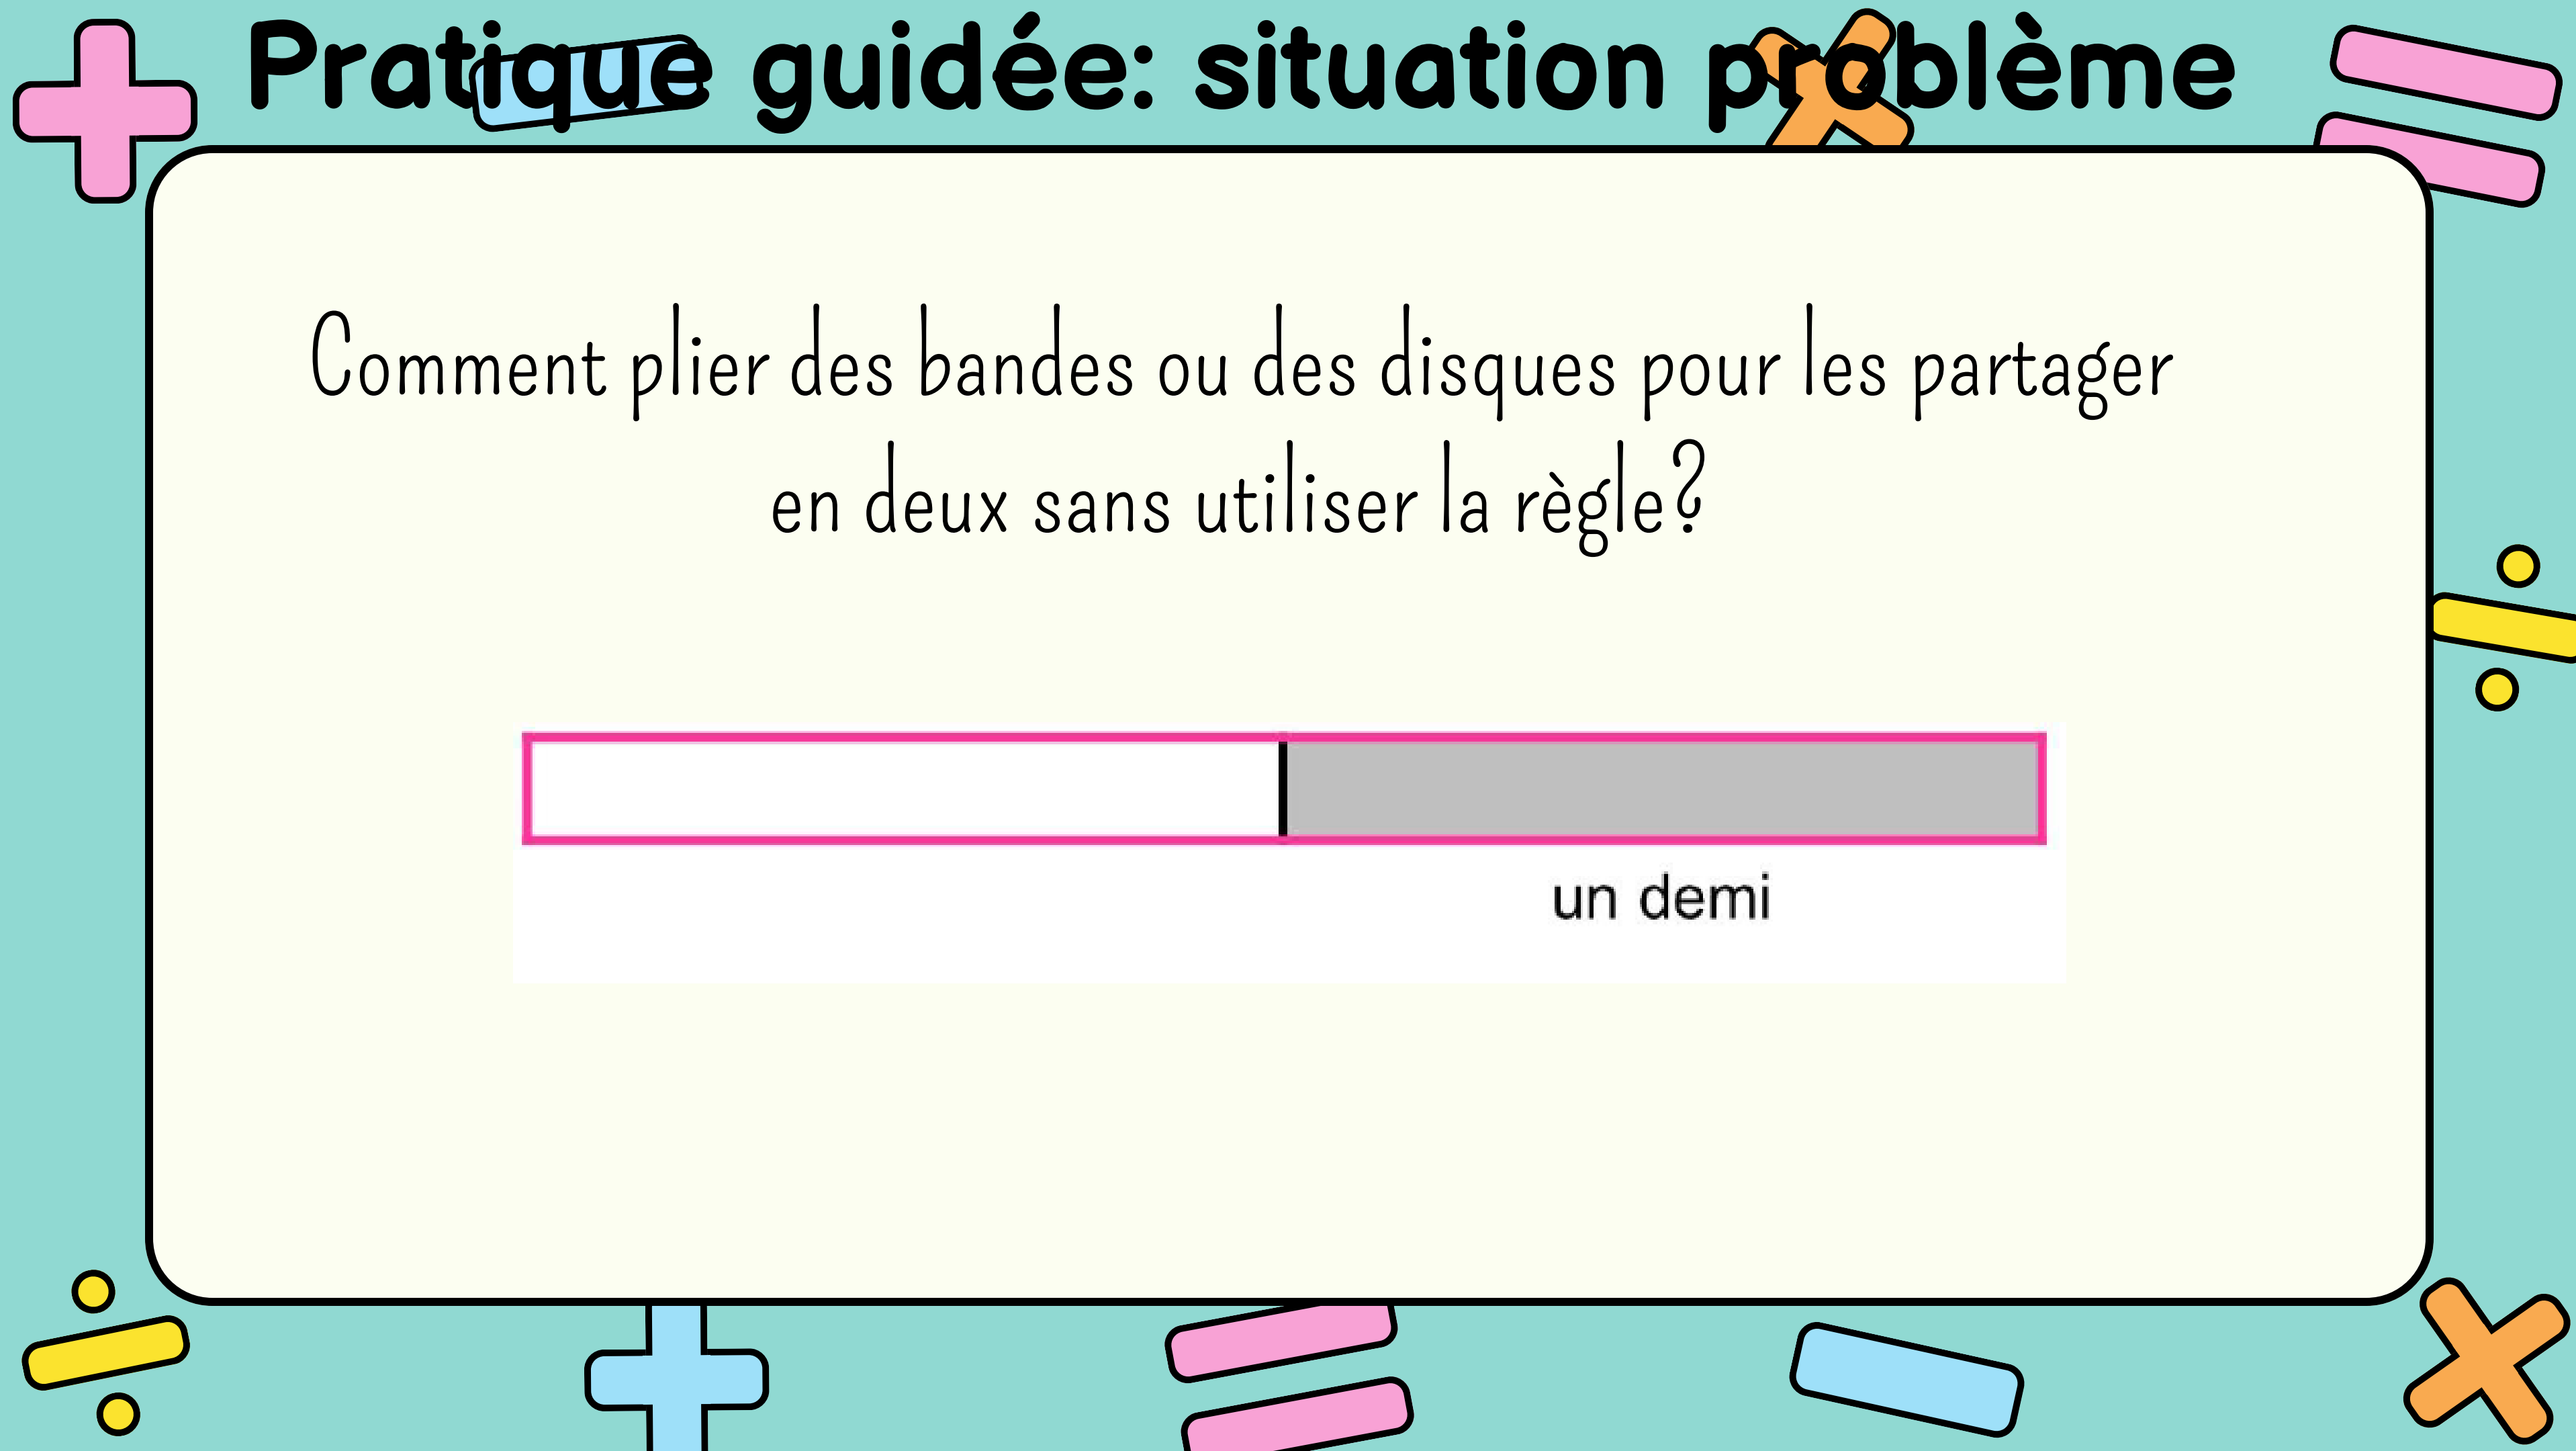 Pratique guidée: situation problème
Comment plier des bandes ou des disques pour les partager
en deux sans utiliser la règle?
un demi